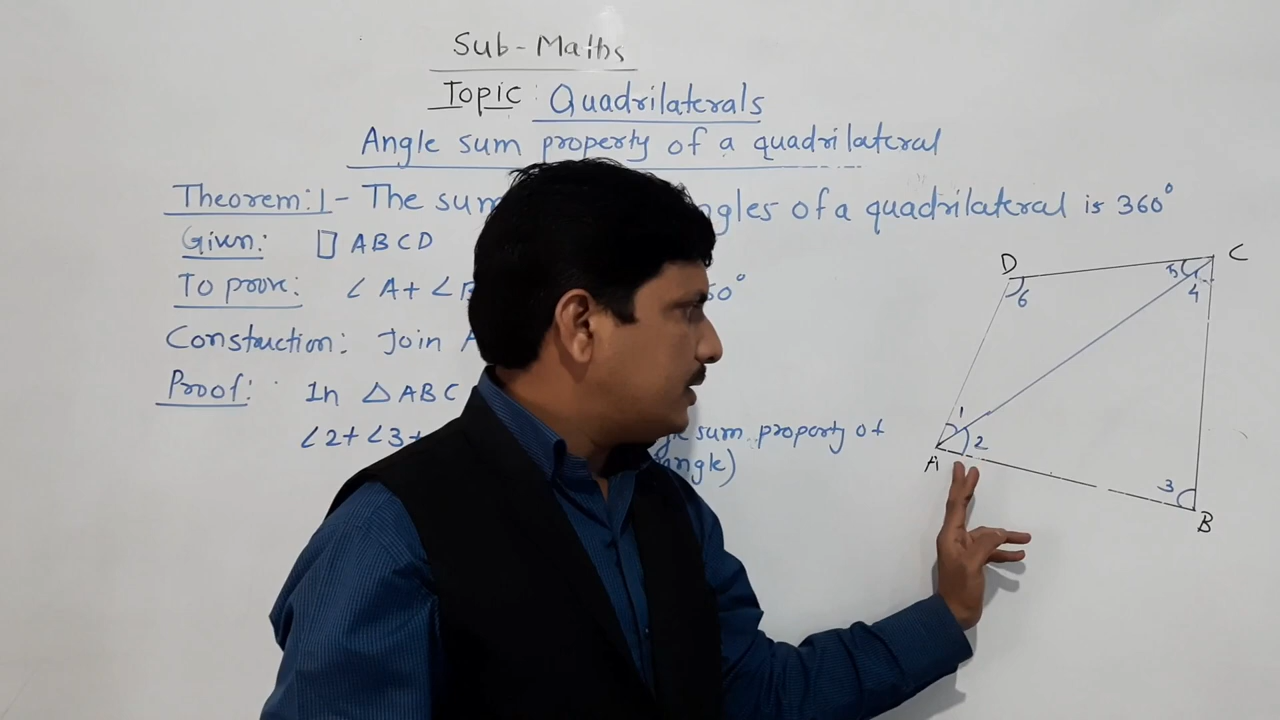 Sub-Maths
Topic: Quadrilaterals
Angle sum property of a quadrilateral
Theorem:1- The sum ngles of a quadrilateral is 360°
Given: □ ABCD
To prove: ∠A+∠B 60°
Constuction: Join A
Proof: In △ABC
∠2+∠3+ sum property of
angle)
D
C
6
5
4
1
2
A
3
B